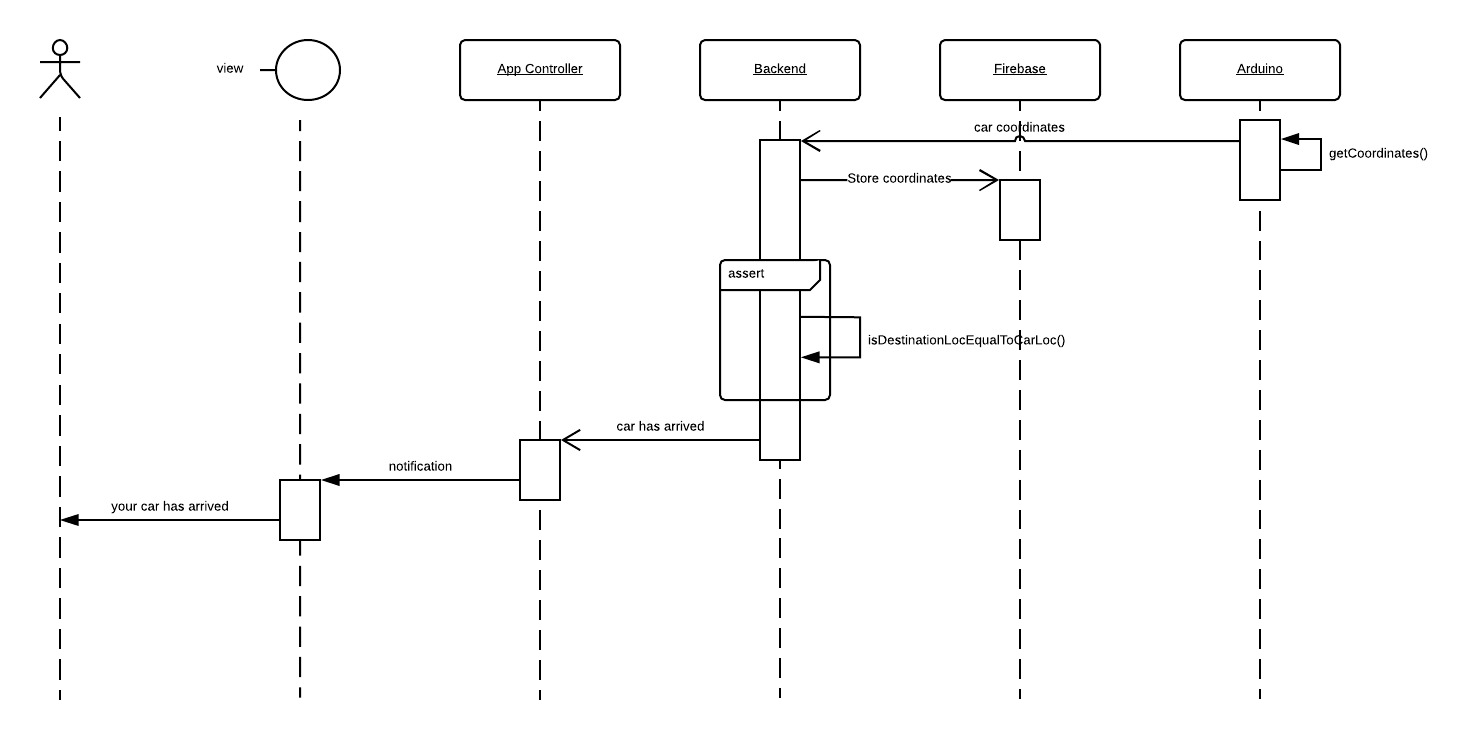 view
App Controller
Backend
Firebase
Arduino
car coordinates
getCoordinates()
Store coordinates
assert
isDestinationLocEqualToCarLoc()
car has arrived
notification
your car has arrived